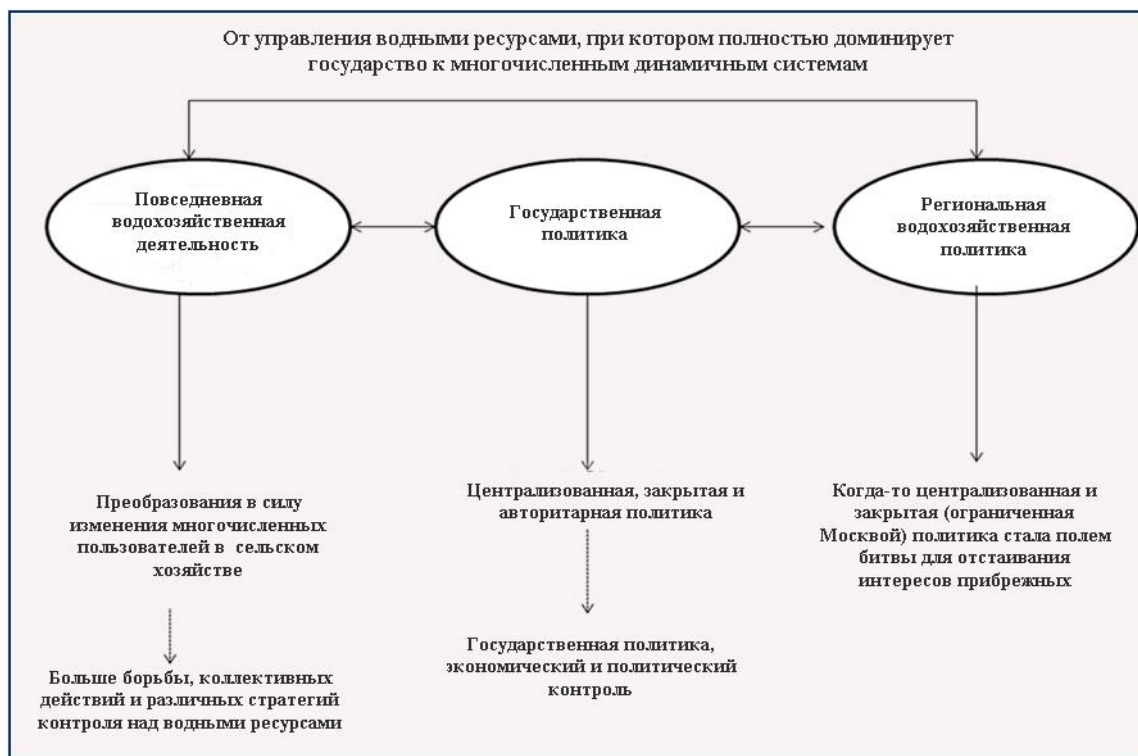 От управления водными ресурсами, при котором полностью доминирует
государство к многочисленным динамичным системам
Повседневная
водохозяйственная
деятельность
Государственная
политика
Региональная
водохозяйственная
политика
Преобразования в силу
изменения многочисленных
пользователей в сельском
хозяйстве
Централизованная, закрытая и
авторитарная политика
Когда-то централизованная и
закрытая (ограниченная
Москвой) политика стала полем
битвы для отстаивания
интересов прибрежных
Больше борьбы, коллективных
действий и различных стратегий
контроля над водными ресурсами
Государственная политика,
экономический и политический
контроль